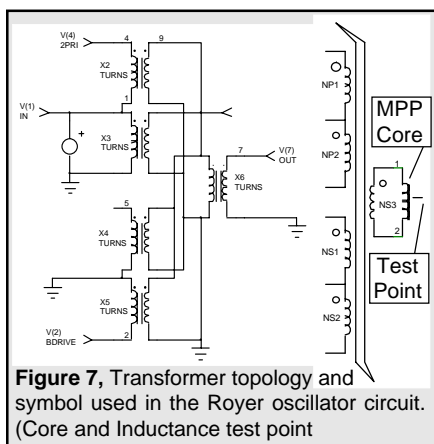 V(4)
2PRI
4
9
X2
TURNS
V(1)
IN
1
X3
TURNS
+
7
V(7)
OUT
X6
TURNS
5
X4
TURNS
X5
TURNS
V(2)
BDRIVE
2
NP1
NP2
NS1
NS2
MPP
Core
1
NS3
2
Test
Point
Figure 7, Transformer topology and
symbol used in the Royer oscillator circuit.
(Core and Inductance test point